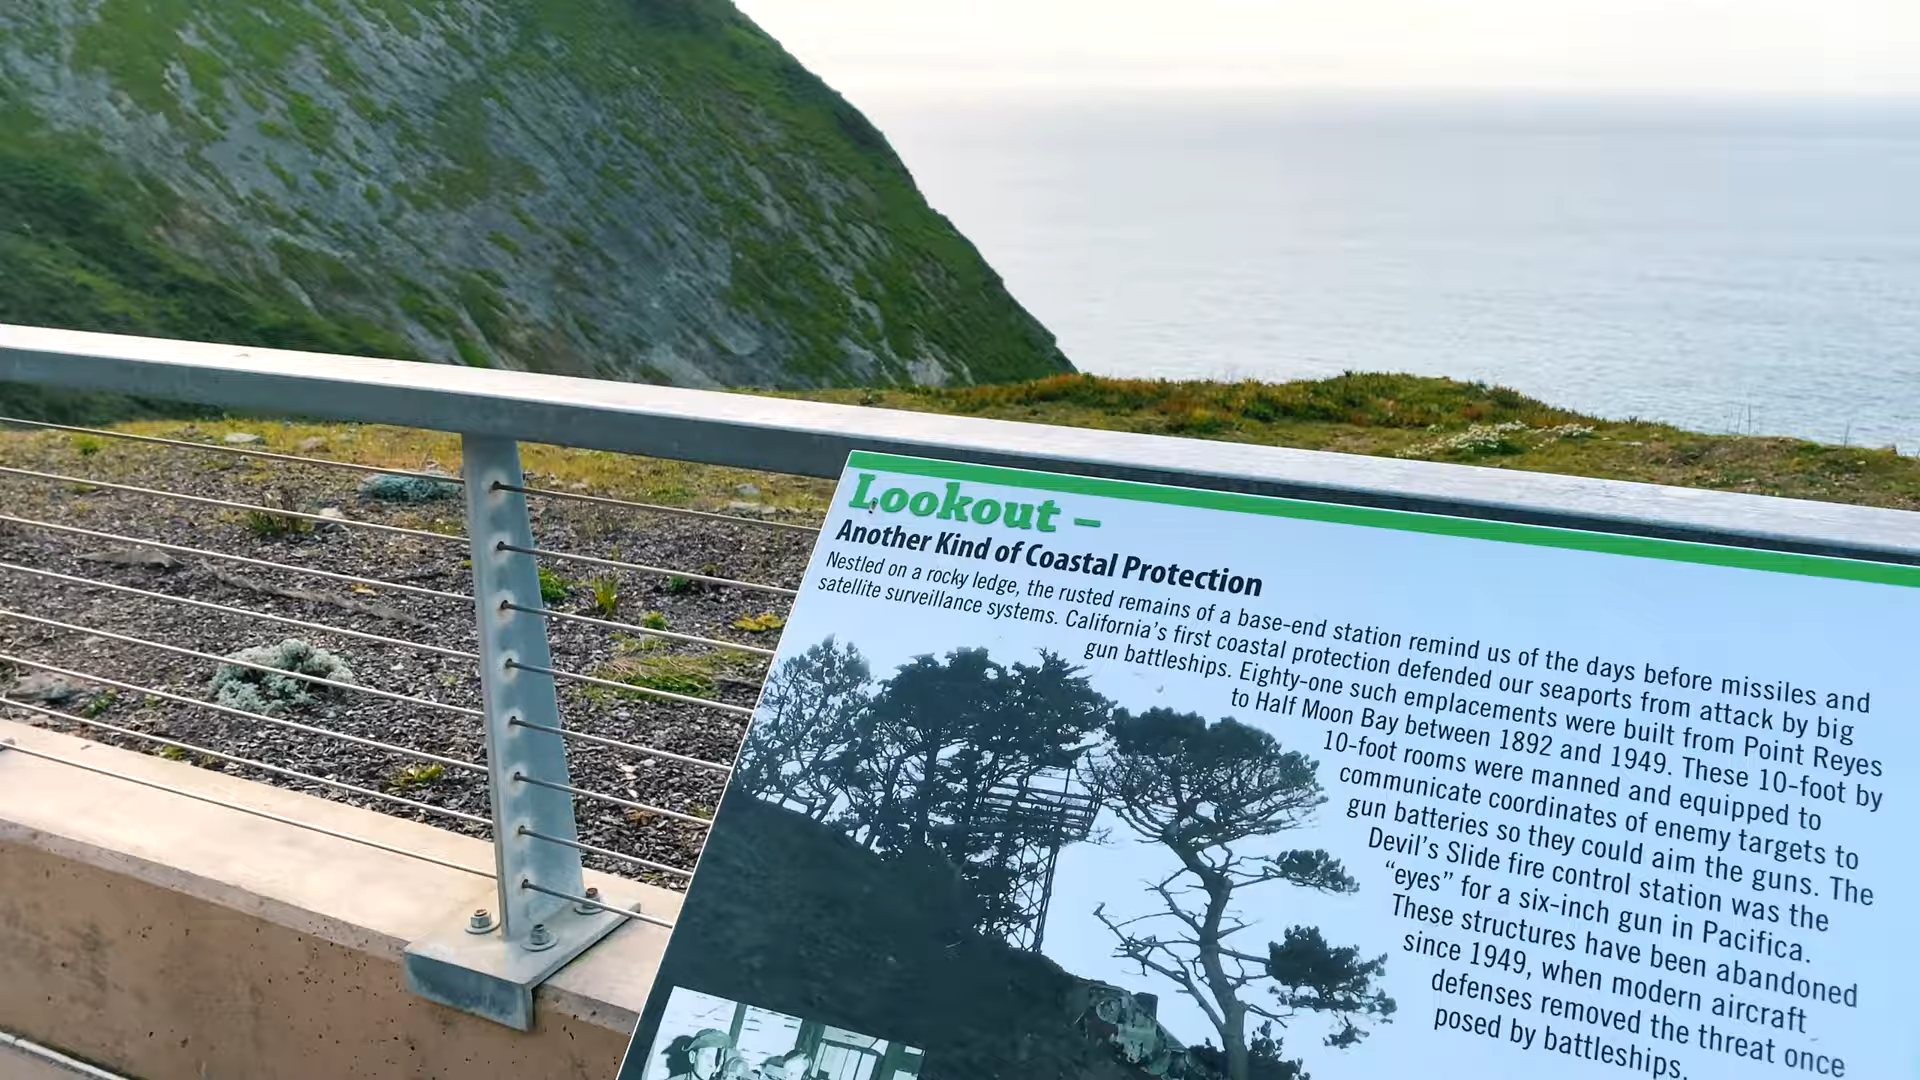 Lookout –
Another Kind of Coastal Protection
Nestled on a rocky ledge, the rusted remains of a base-end station remind us of the days before missiles and
satellite surveillance systems. California’s first coastal protection defended our seaports from attack by big
gun battleships. Eighty-one such emplacements were built from Point Reyes
to Half Moon Bay between 1892 and 1949. These 10-foot by
10-foot rooms were manned and equipped to
communicate coordinates of enemy targets to
gun batteries so they could aim the guns. The
Devil’s Slide fire control station was the
“eyes” for a six-inch gun in Pacifica.
These structures have been abandoned
since 1949, when modern aircraft
defenses removed the threat once
posed by battleships.